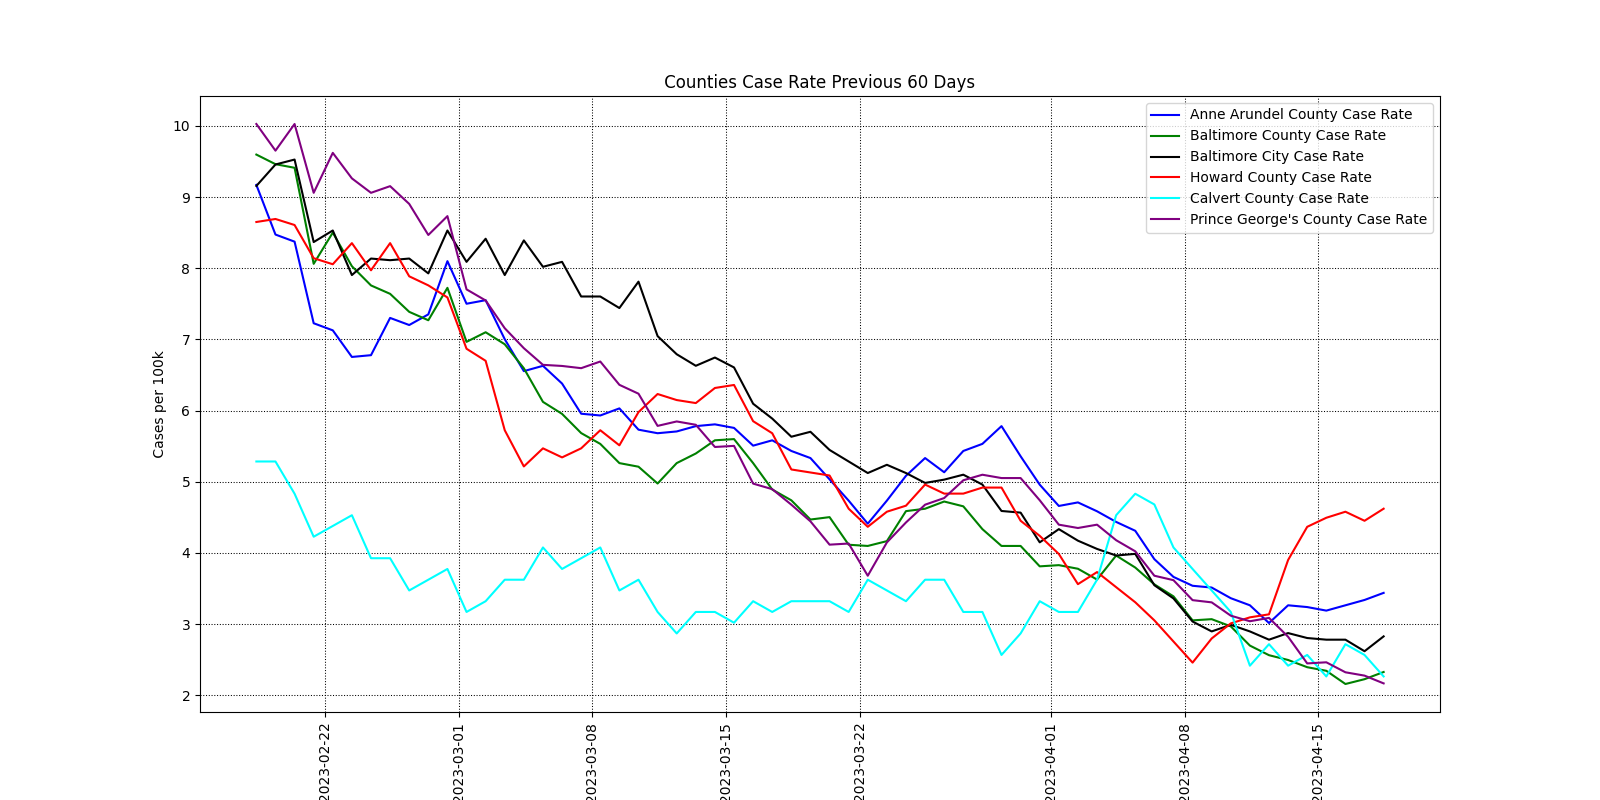 Counties Case Rate Previous 60 Days
Anne Arundel County Case Rate
Baltimore County Case Rate
Baltimore City Case Rate
Howard County Case Rate
Calvert County Case Rate
Prince George's County Case Rate
Cases per 100k
10
9
8
7
6
5
4
3
2
2023-02-22
2023-03-01
2023-03-08
2023-03-15
2023-03-22
2023-04-01
2023-04-08
2023-04-15